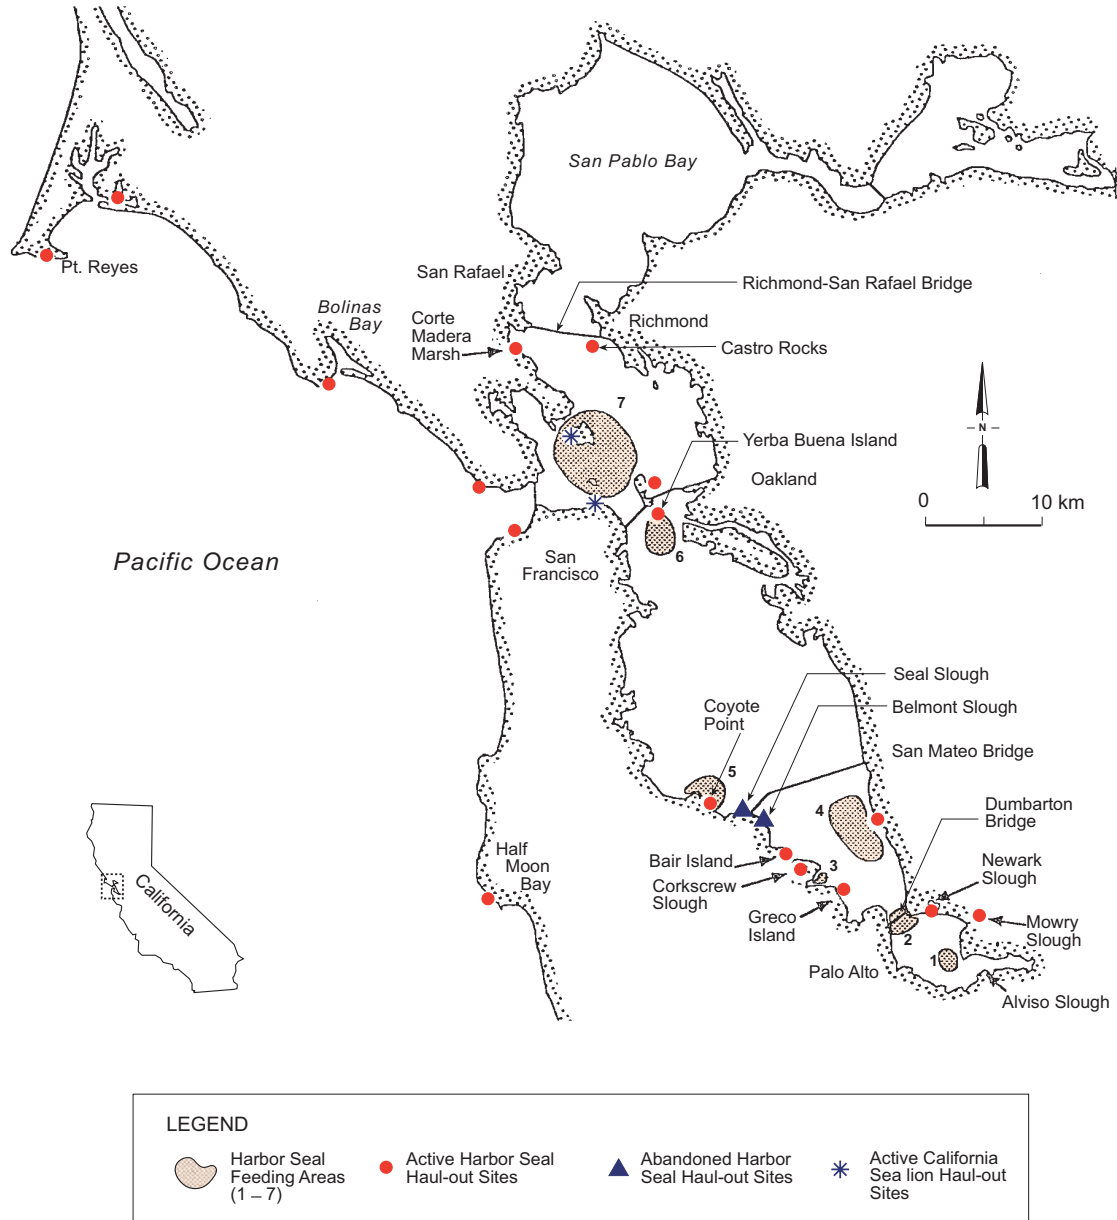 San Pablo Bay
Pt. Reyes
San Rafael
Richmond-San Rafael Bridge
Bolinas
Bay
Corte
Madera
Marsh
Richmond
Castro Rocks
7
Yerba Buena Island
N
Oakland
0 10 km
Pacific Ocean
San
Francisco
6
Seal Slough
Coyote
Point
Belmont Slough
San Mateo Bridge
5
4
Dumbarton
Bridge
Half
Moon
Bay
Bair Island
3
Newark
Slough
Corkscrew
Slough
Greco
Island
Mowry
Slough
2
1
Palo Alto
Alviso Slough
California
LEGEND
Harbor Seal
Feeding Areas
(1 – 7)
Active Harbor Seal
Haul-out Sites
Abandoned Harbor
Seal Haul-out Sites
Active California
Sea lion Haul-out
Sites